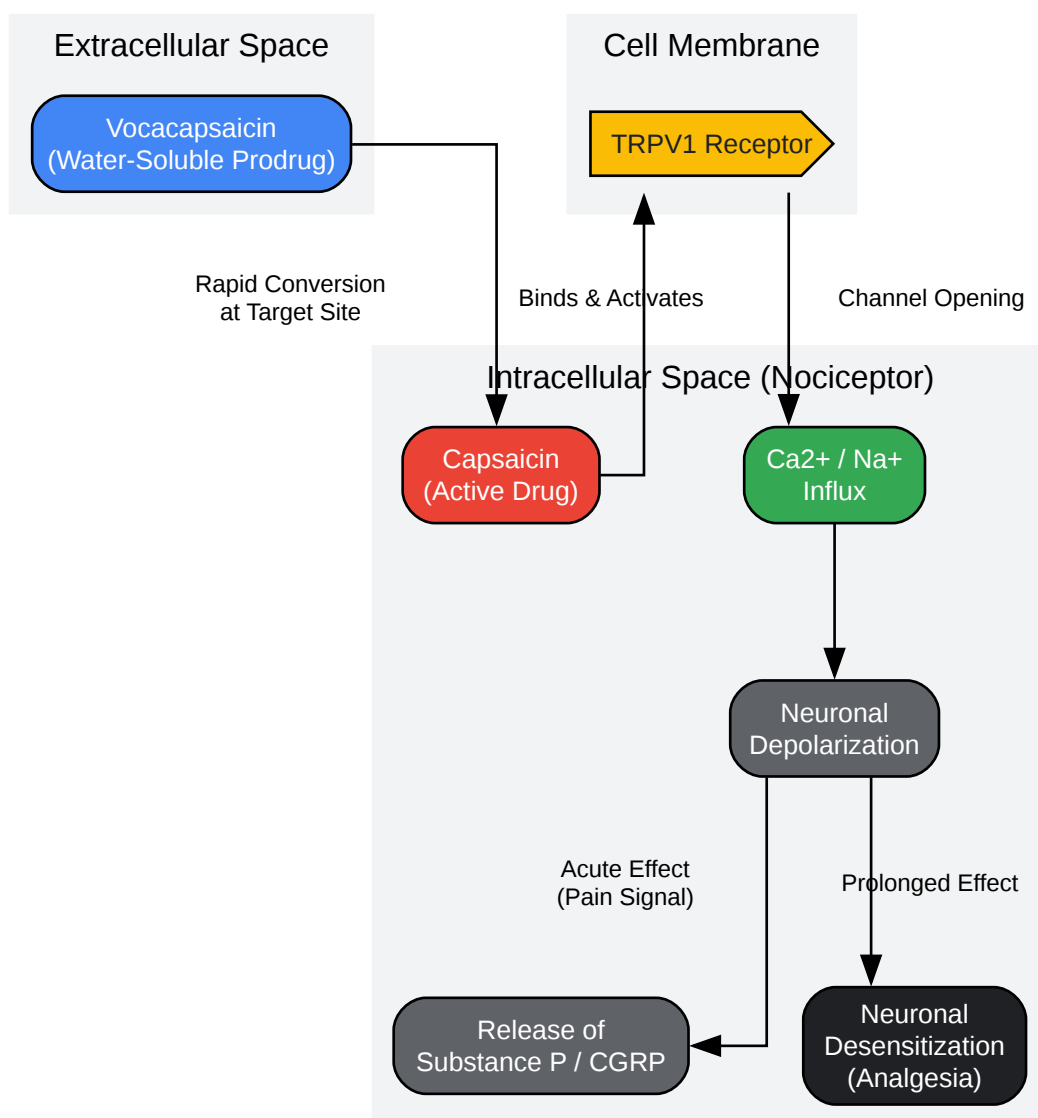 Extracellular Space
Cell Membrane
Vocacapsaicin
(Water-Soluble Prodrug)
TRPV1 Receptor
Rapid Conversion
at Target Site
Binds & Activates
Channel Opening
Intracellular Space (Nociceptor)
Capsaicin
(Active Drug)
Ca2+ / Na+
Influx
Neuronal
Depolarization
Acute Effect
(Pain Signal)
Prolonged Effect
Release of
Substance P / CGRP
Neuronal
Desensitization
(Analgesia)